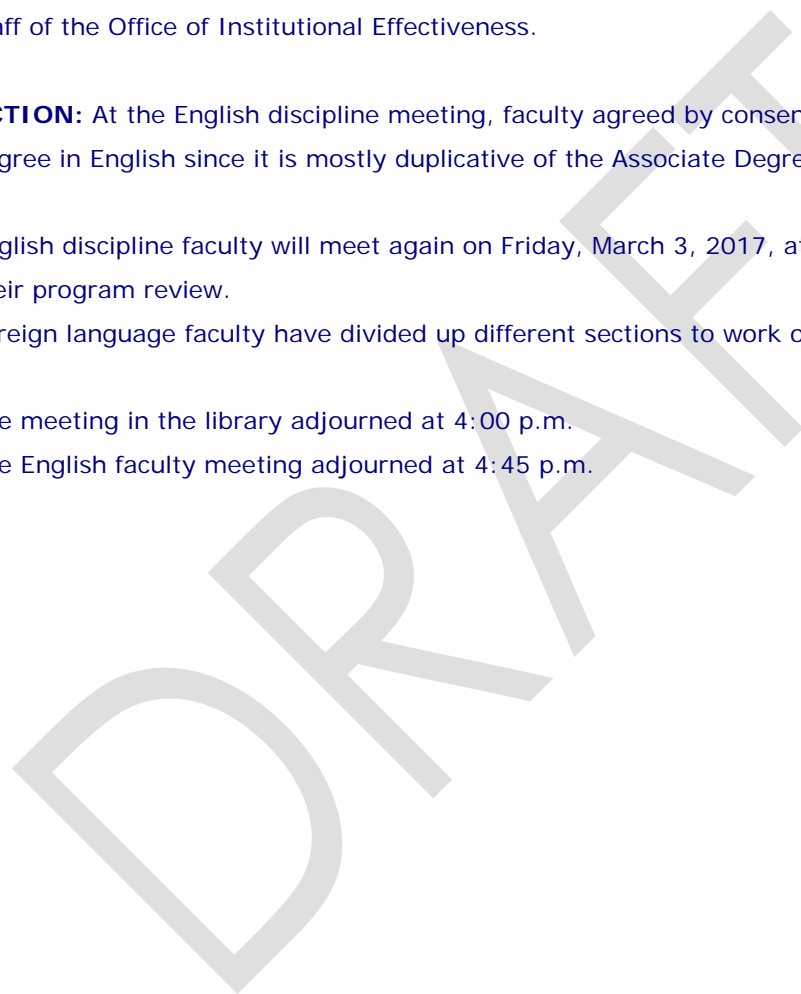 aff of the Office of Institutional Effectiveness.
CTION: At the English discipline meeting, faculty agreed by conser
gree in English since it is mostly duplicative of the Associate Degre
glish discipline faculty will meet again on Friday, March 3, 2017, at
eir program review.
reign language faculty have divided up different sections to work o
e meeting in the library adjourned at 4:00 p.m.
e English faculty meeting adjourned at 4:45 p.m.
DRAFT